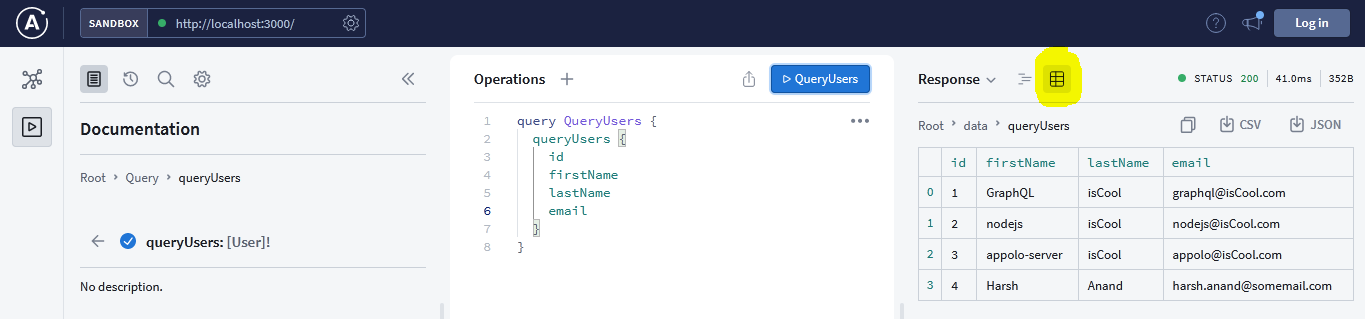 SANDBOX http://localhost:3000/ Log in
Documentation
Root Query queryUsers
queryUsers: [User]!
No description.
Operations QueryUsers
1 query QueryUsers {
2 queryUsers {
3 id
4 firstName
5 lastName
6 email
7 }
8 }
Response STATUS 200 41.0ms 352B
Root data queryUsers CSV JSON
id firstName lastName email
0 1 GraphQL isCool graphql@isCool.com
1 2 nodejs isCool nodejs@isCool.com
2 3 appolo-server isCool appolo@isCool.com
3 4 Harsh Anand harsh.anand@somemail.com